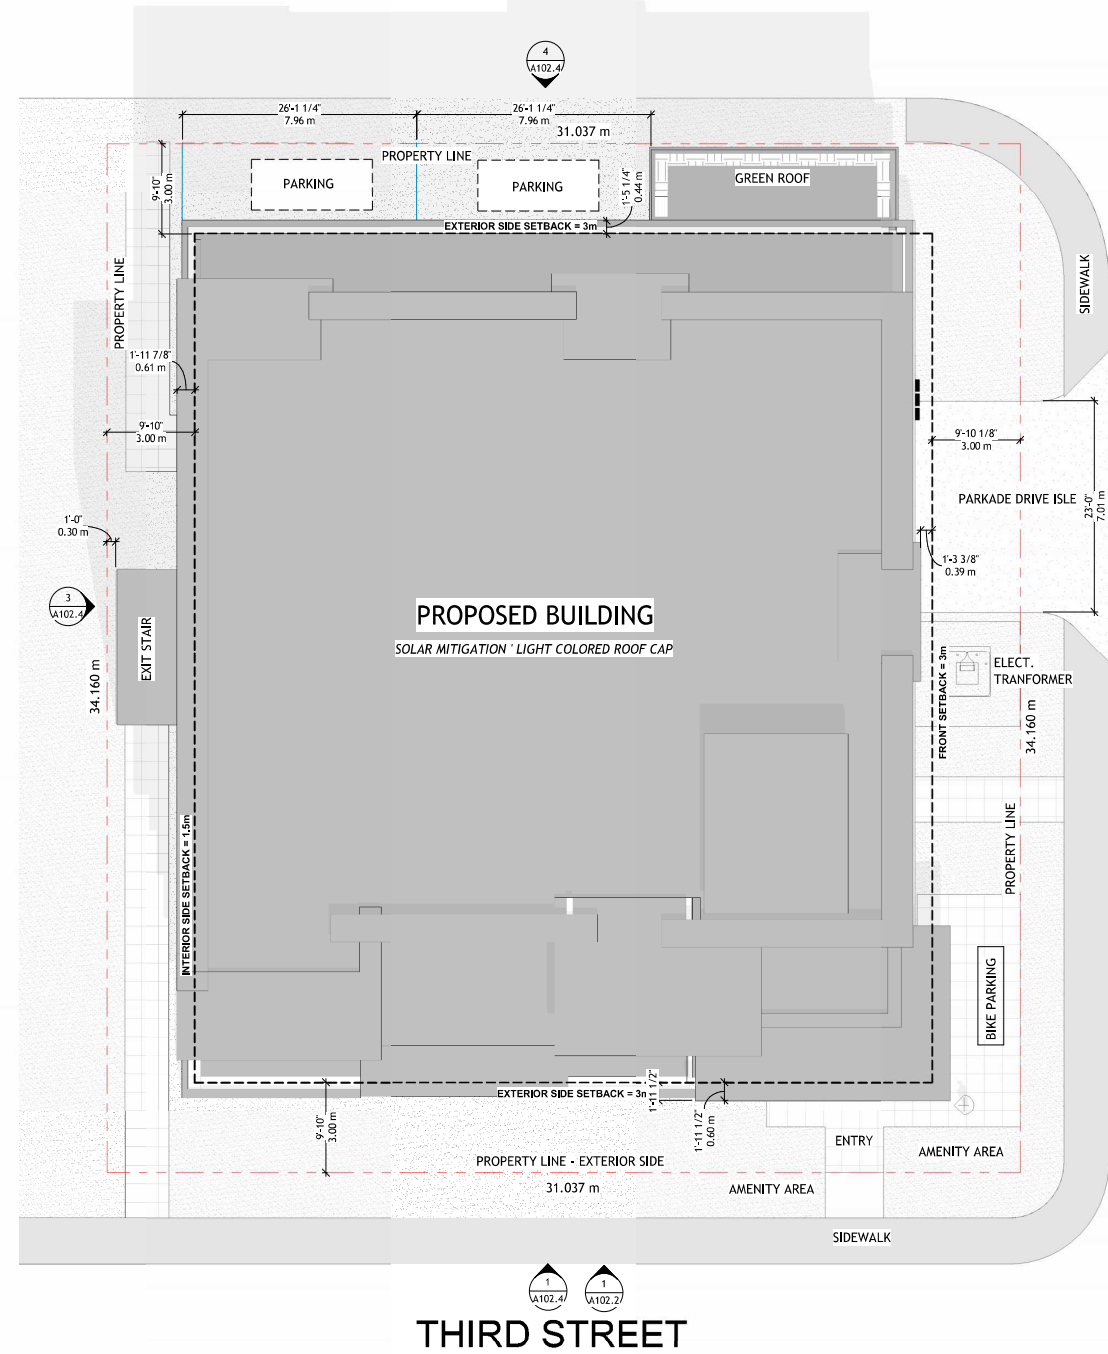 4
A102.4
26'-1 1/4"
7.96 m
26'-1 1/4"
7.96 m
31.037 m
PROPERTY LINE
PARKING
PARKING
GREEN ROOF
9'-10"
3.00 m
1'-5 1/4"
0.44 m
EXTERIOR SIDE SETBACK = 3m
PROPERTY LINE
SIDEWALK
1'-11 7/8"
0.61 m
9'-10"
3.00 m
9'-10 1/8"
3.00 m
PARKADE DRIVE ISLE
23'-0"
7.01 m
1'-0"
0.30 m
1'-3 3/8"
0.39 m
3
A102.4
PROPOSED BUILDING
SOLAR MITIGATION ' LIGHT COLORED ROOF CAP
EXIT STAIR
34.160 m
FRONT SETBACK = 3m
ELECT.
TRANFORMER
34.160 m
PROPERTY LINE
INTERIOR SIDE SETBACK = 1.5m
BIKE PARKING
EXTERIOR SIDE SETBACK = 3m
1'-11 1/2"
1'-11 1/2"
0.60 m
9'-10"
3.00 m
ENTRY
AMENITY AREA
PROPERTY LINE - EXTERIOR SIDE
31.037 m
AMENITY AREA
SIDEWALK
1
A102.4
1
A102.2
THIRD STREET